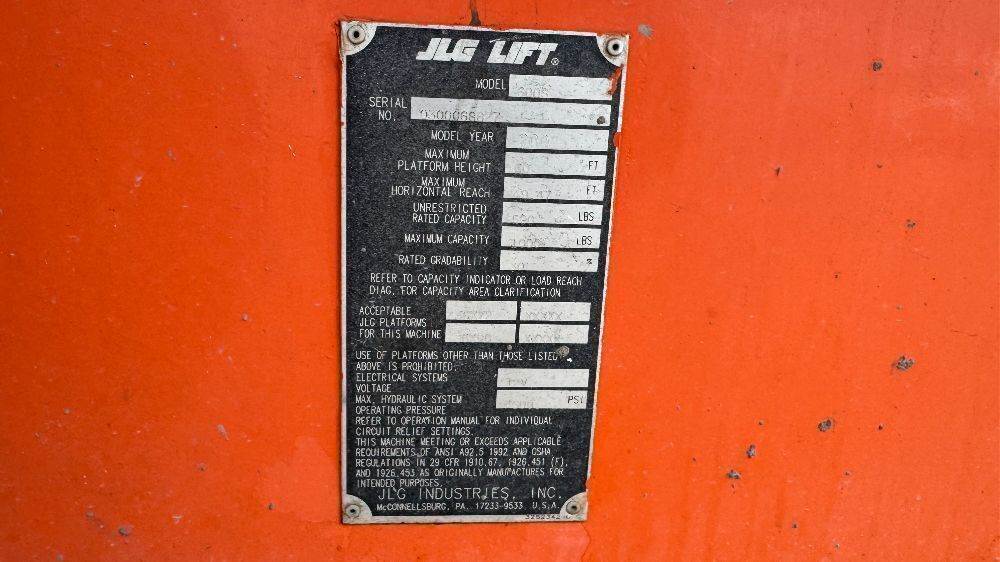 JLG LIFT®
MODEL 600S
SERIAL
NO.
MODEL YEAR
MAXIMUM
PLATFORM HEIGHT FT
MAXIMUM
HORIZONTAL REACH FT
UNRESTRICTED
RATED CAPACITY LBS
MAXIMUM CAPACITY LBS
RATED GRADABILITY %
REFER TO CAPACITY INDICATOR OR LOAD REACH
DIAG. FOR CAPACITY AREA CLARIFICATION
ACCEPTABLE
JLG PLATFORMS
FOR THIS MACHINE
USE OF PLATFORMS OTHER THAN THOSE LISTED
ABOVE IS PROHIBITED.
ELECTRICAL SYSTEMS
VOLTAGE
MAX. HYDRAULIC SYSTEM PSI
OPERATING PRESSURE
REFER TO OPERATION MANUAL FOR INDIVIDUAL
CIRCUIT RELIEF SETTINGS.
THIS MACHINE MEETING OR EXCEEDS APPLICABLE
REQUIREMENTS OF ANSI A92.5 1992 AND OSHA
REGULATIONS IN 29 CFR 1910.67, 1926.451 (F),
AND 1926.453 AS ORIGINALLY MANUFACTURES FOR
INTENDED PURPOSES.
JLG INDUSTRIES, INC.
McCONNELLSBURG, PA. 17233-9533 U.S.A.